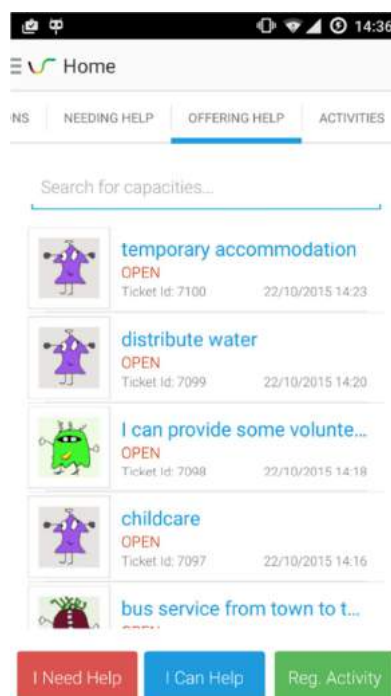 14:36
Home
NS NEEDING HELP OFFERING HELP ACTIVITIES
Search for capacities...
temporary accommodation
OPEN
Ticket Id: 7100 22/10/2015 14:23
distribute water
OPEN
Ticket Id: 7099 22/10/2015 14:20
I can provide some volunte...
OPEN
Ticket Id: 7098 22/10/2015 14:18
childcare
OPEN
Ticket Id: 7097 22/10/2015 14:16
bus service from town to t...
OPEN
I Need Help I Can Help Reg. Activity